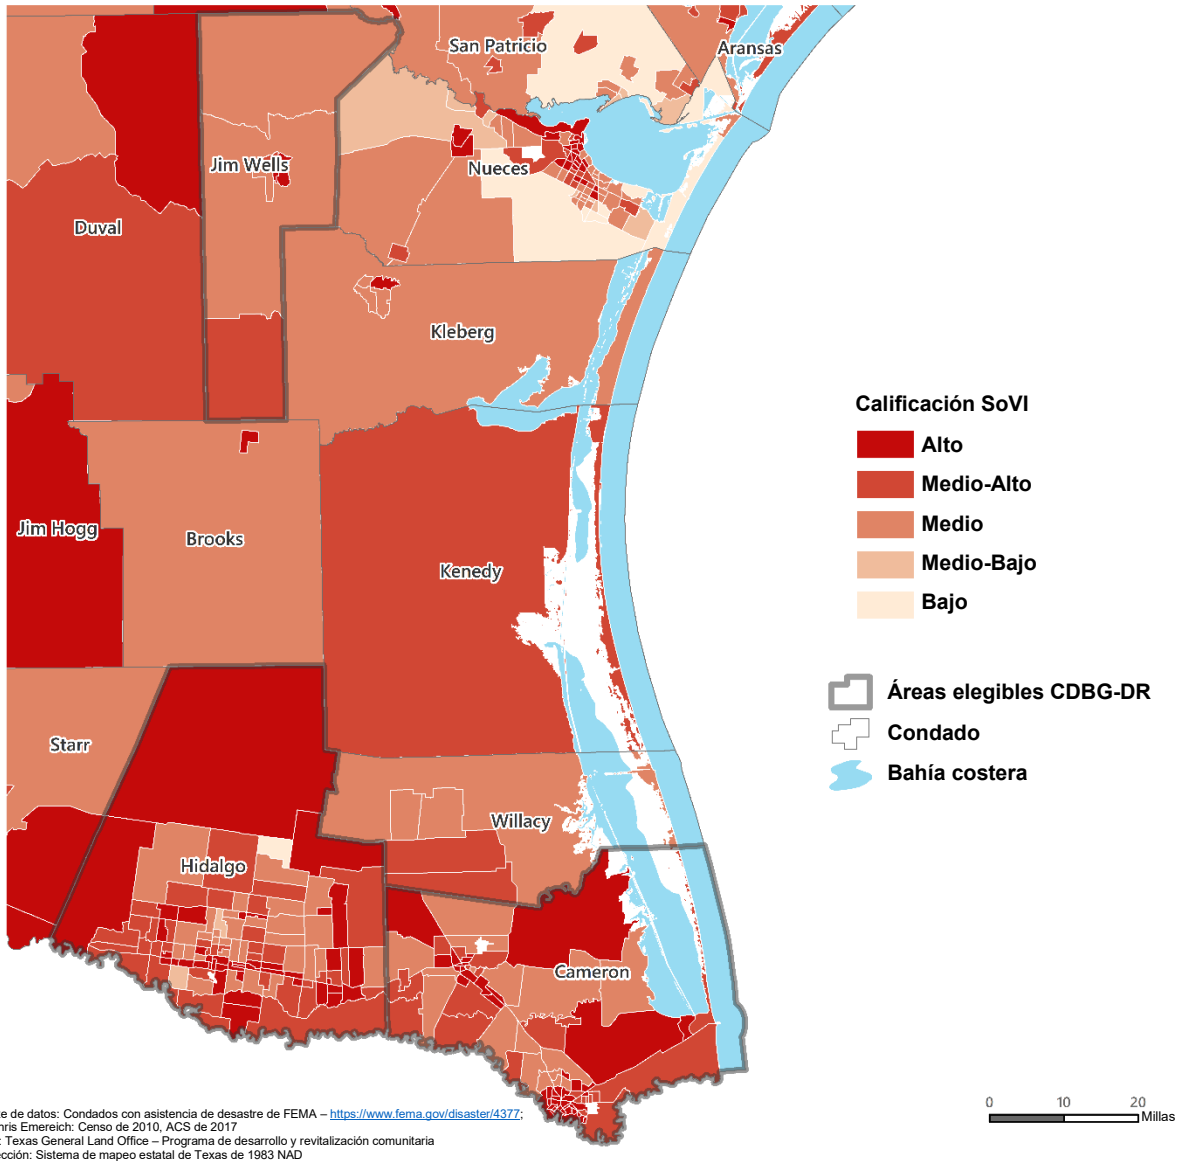 San Patricio
Aransas
Jim Wells
Nueces
Duval
Kleberg
Calificación SoVI
Alto
Medio-Alto
Medio
Medio-Bajo
Bajo
Jim Hogg
Brooks
Kenedy
Áreas elegibles CDBG-DR
Condado
Bahía costera
Starr
Willacy
Hidalgo
Cameron
0 10 20
Millas
te de datos: Condados con asistencia de desastre de FEMA – https://www.fema.gov/disaster/4377;
hris Emereich: Censo de 2010, ACS de 2017
: Texas General Land Office – Programa de desarrollo y revitalización comunitaria
ección: Sistema de mapeo estatal de Texas de 1983 NAD